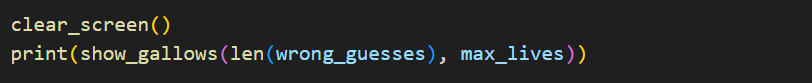 clear_screen()
print(show_gallows(len(wrong_guesses), max_lives))